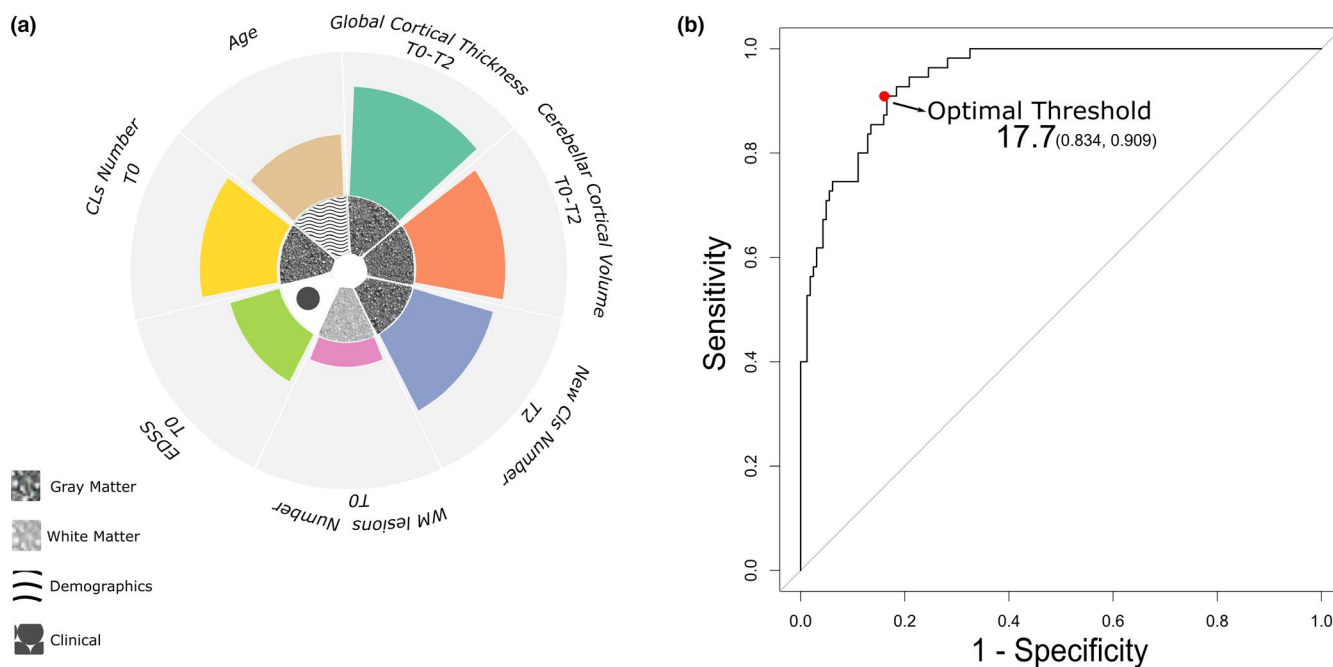 (a)
Age
Global Cortical Thickness
T0-T2
Cerebellar Cortical Volume
T0-T2
New Cls Number
T2
WM lesions Number
T0
EDSS
T0
CLs Number
T0
Gray Matter
White Matter
Demographics
Clinical
(b)
Sensitivity
1.0
0.8
0.6
0.4
0.2
0.0
Optimal Threshold
17.7(0.834, 0.909)
0.0 0.2 0.4 0.6 0.8 1.0
1 - Specificity